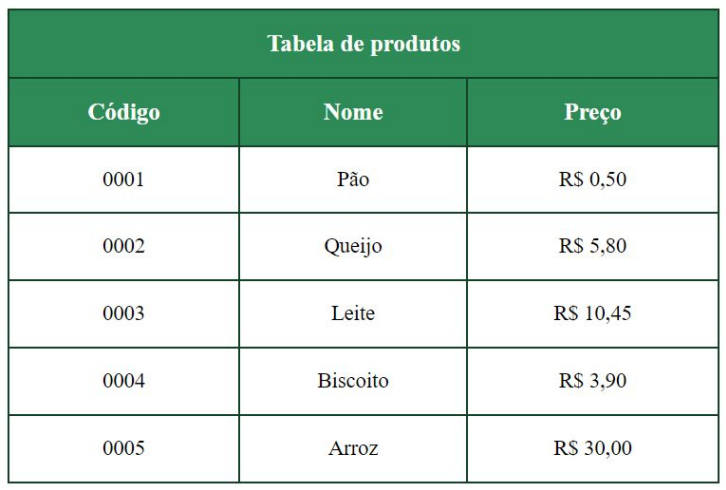 Tabela de produtos
Código Nome Preço
0001 Pão R$ 0,50
0002 Queijo R$ 5,80
0003 Leite R$ 10,45
0004 Biscoito R$ 3,90
0005 Arroz R$ 30,00